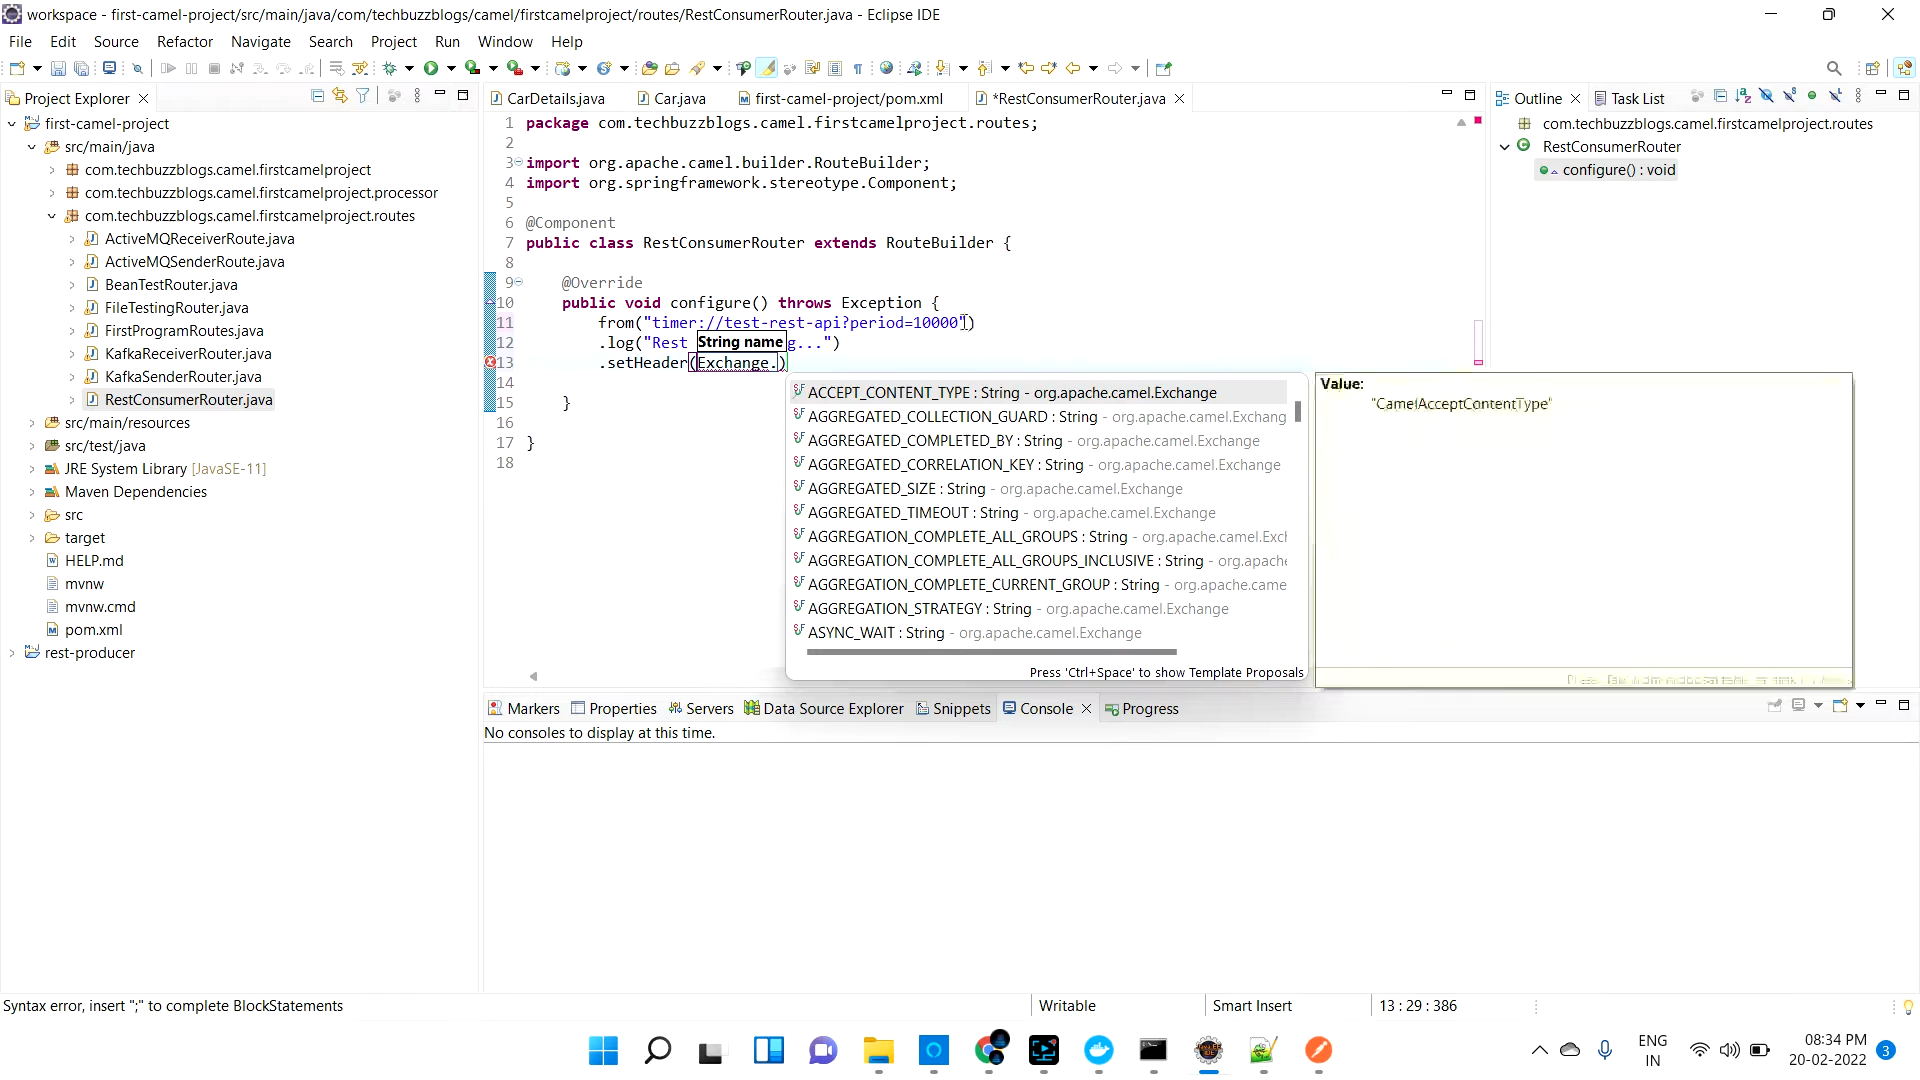 workspace - first-camel-project/src/main/java/com/techbuzzblogs/camel/firstcamelproject/routes/RestConsumerRouter.java - Eclipse IDE
File Edit Source Refactor Navigate Search Project Run Window Help
Project Explorer
first-camel-project
src/main/java
com.techbuzzblogs.camel.firstcamelproject
com.techbuzzblogs.camel.firstcamelproject.processor
com.techbuzzblogs.camel.firstcamelproject.routes
ActiveMQReceiverRoute.java
ActiveMQSenderRoute.java
BeanTestRouter.java
FileTestingRouter.java
FirstProgramRoutes.java
KafkaReceiverRouter.java
KafkaSenderRouter.java
RestConsumerRouter.java
src/main/resources
src/test/java
JRE System Library [JavaSE-11]
Maven Dependencies
src
target
HELP.md
mvnw
mvnw.cmd
pom.xml
rest-producer
CarDetails.java Car.java first-camel-project/pom.xml *RestConsumerRouter.java
1 package com.techbuzzblogs.camel.firstcamelproject.routes;
2
3 import org.apache.camel.builder.RouteBuilder;
4 import org.springframework.stereotype.Component;
5
6 @Component
7 public class RestConsumerRouter extends RouteBuilder {
8
9 @Override
10 public void configure() throws Exception {
11 from("timer://test-rest-api?period=10000")
12 .log("Rest g...")
String name
13 .setHeader(Exchange.)
14
15 }
16
17 }
18
ACCEPT_CONTENT_TYPE : String - org.apache.camel.Exchange
AGGREGATED_COLLECTION_GUARD : String - org.apache.camel.Exchang
AGGREGATED_COMPLETED_BY : String - org.apache.camel.Exchange
AGGREGATED_CORRELATION_KEY : String - org.apache.camel.Exchange
AGGREGATED_SIZE : String - org.apache.camel.Exchange
AGGREGATED_TIMEOUT : String - org.apache.camel.Exchange
AGGREGATION_COMPLETE_ALL_GROUPS : String - org.apache.camel.Exch
AGGREGATION_COMPLETE_ALL_GROUPS_INCLUSIVE : String - org.apache
AGGREGATION_COMPLETE_CURRENT_GROUP : String - org.apache.came
AGGREGATION_STRATEGY : String - org.apache.camel.Exchange
ASYNC_WAIT : String - org.apache.camel.Exchange
Press 'Ctrl+Space' to show Template Proposals
Value:
"CamelAcceptContentType"
Outline Task List
com.techbuzzblogs.camel.firstcamelproject.routes
RestConsumerRouter
configure() : void
Markers Properties Servers Data Source Explorer Snippets Console Progress
No consoles to display at this time.
Syntax error, insert ";" to complete BlockStatements
Writable
Smart Insert
13 : 29 : 386
ENG
IN
08:34 PM
20-02-2022
3